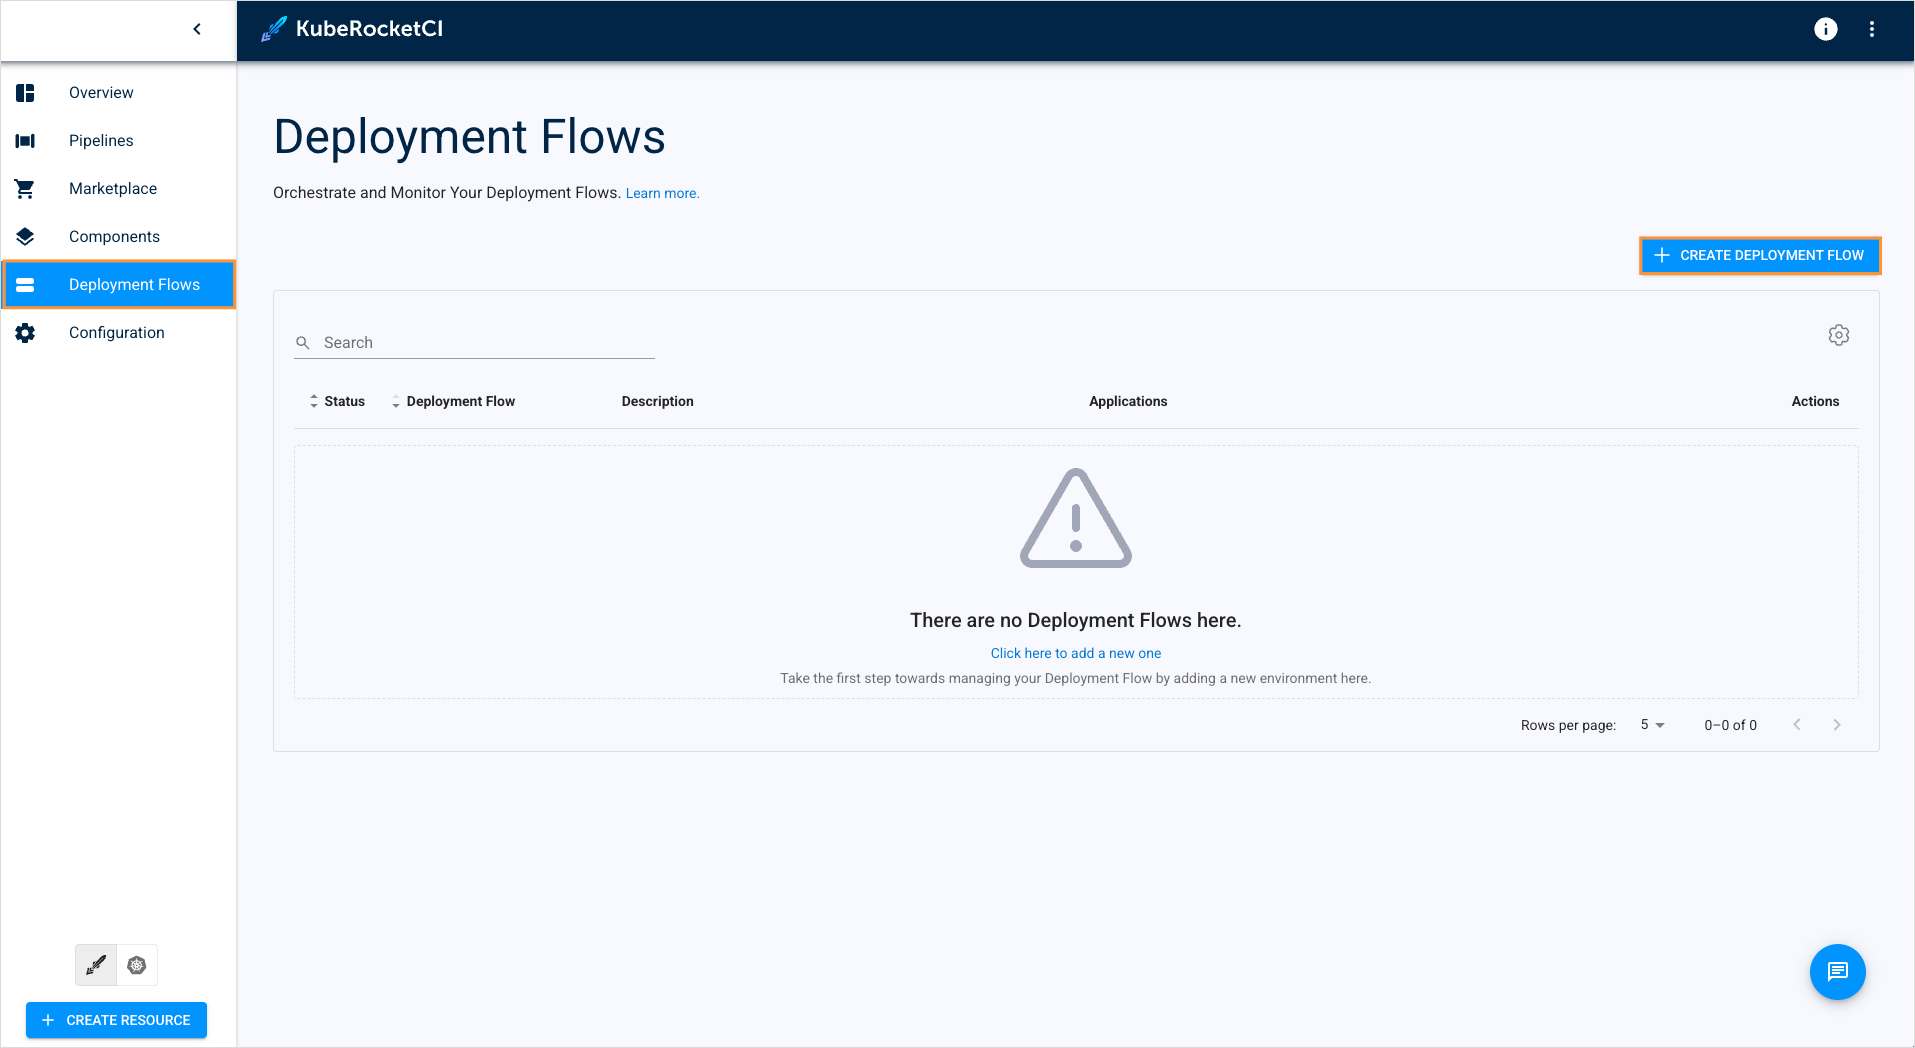 KubeRocketCI
Overview
Pipelines
Marketplace
Components
Deployment Flows
Configuration
CREATE RESOURCE
Deployment Flows
Orchestrate and Monitor Your Deployment Flows. Learn more.
CREATE DEPLOYMENT FLOW
Search
Status Deployment Flow Description Applications Actions
There are no Deployment Flows here.
Click here to add a new one
Take the first step towards managing your Deployment Flow by adding a new environment here.
Rows per page: 5 0–0 of 0